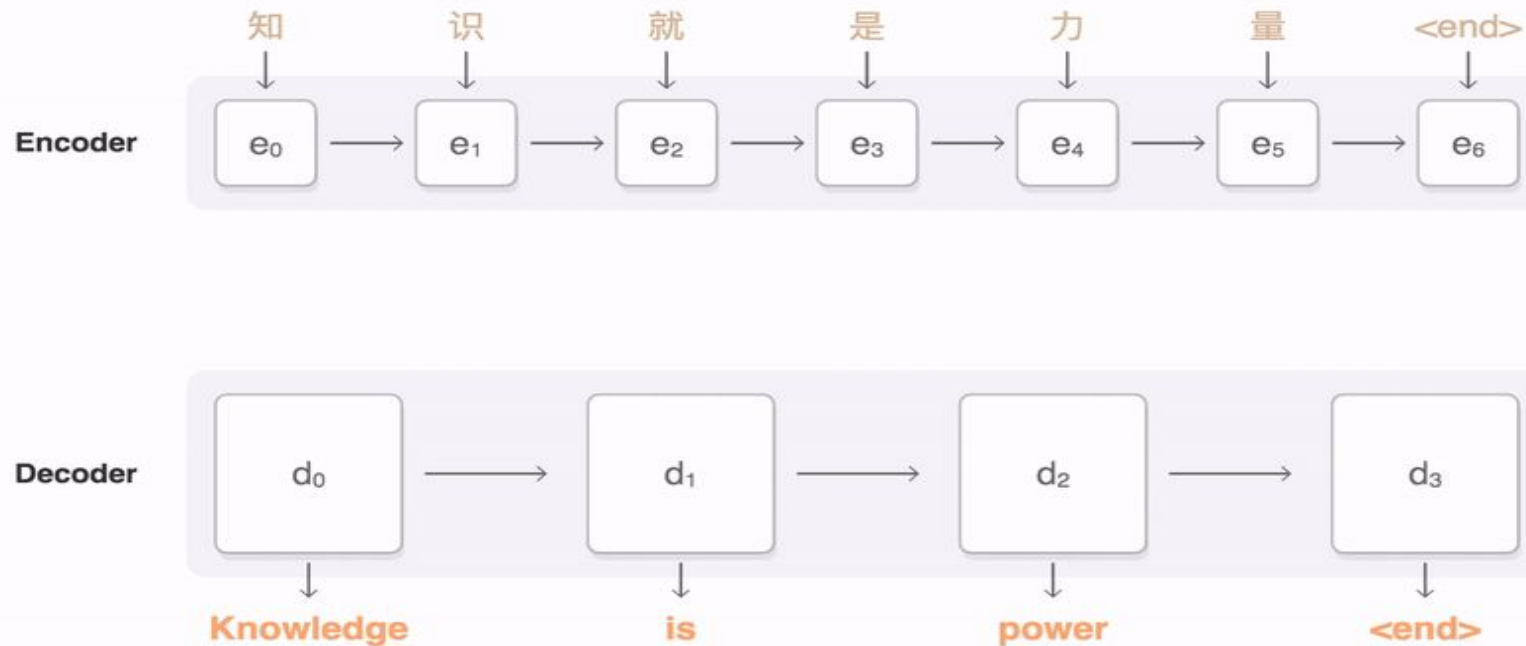 知 识 就 是 力 量 <end>
Encoder e₀ e₁ e₂ e₃ e₄ e₅ e₆
Decoder d₀ d₁ d₂ d₃
Knowledge is power <end>